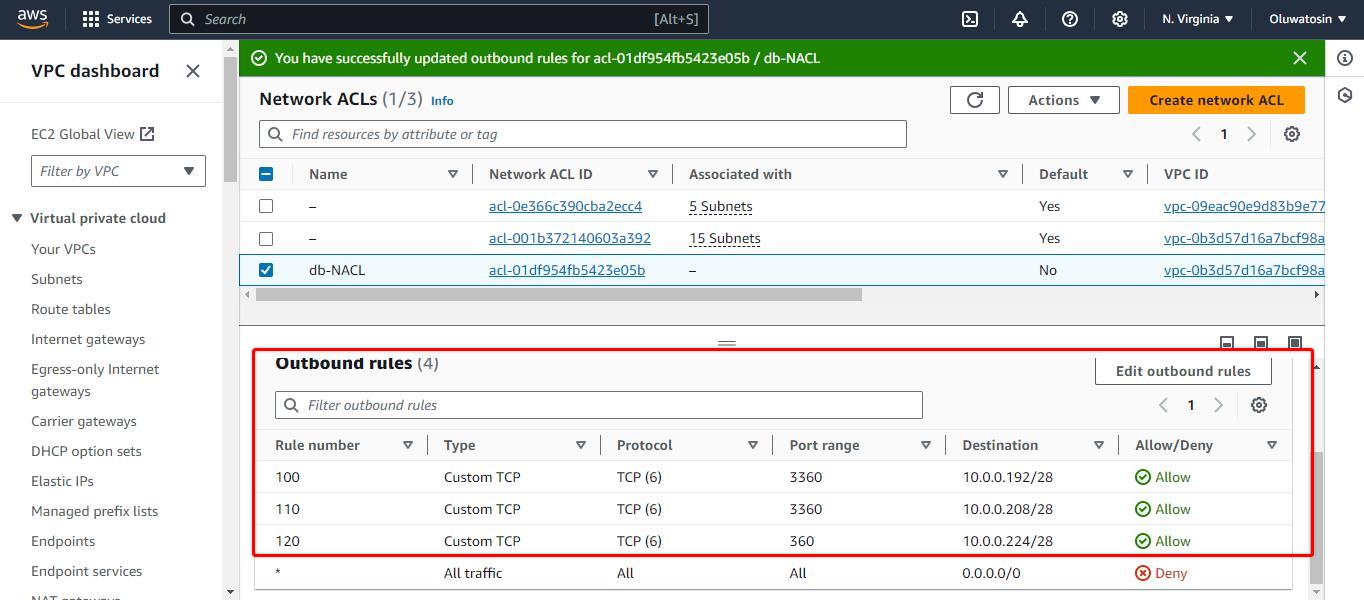 aws Services Search [Alt+S] N. Virginia Oluwatosin
VPC dashboard
EC2 Global View
Filter by VPC
Virtual private cloud
Your VPCs
Subnets
Route tables
Internet gateways
Egress-only Internet
gateways
Carrier gateways
DHCP option sets
Elastic IPs
Managed prefix lists
Endpoints
Endpoint services
NAT gateways
You have successfully updated outbound rules for acl-01df954fb5423e05b / db-NACL
Network ACLs (1/3) Info Actions Create network ACL
Find resources by attribute or tag 1
Name Network ACL ID Associated with Default VPC ID
– acl-0e366c390cba2ecc4 5 Subnets Yes vpc-09eac90e9d83b9e77
– acl-001b372140603a392 15 Subnets Yes vpc-0b3d57d16a7bcf98a
db-NACL acl-01df954fb5423e05b – No vpc-0b3d57d16a7bcf98a
Outbound rules (4) Edit outbound rules
Filter outbound rules 1
Rule number Type Protocol Port range Destination Allow/Deny
100 Custom TCP TCP (6) 3360 10.0.0.192/28 Allow
110 Custom TCP TCP (6) 3360 10.0.0.208/28 Allow
120 Custom TCP TCP (6) 360 10.0.0.224/28 Allow
* All traffic All All 0.0.0.0/0 Deny